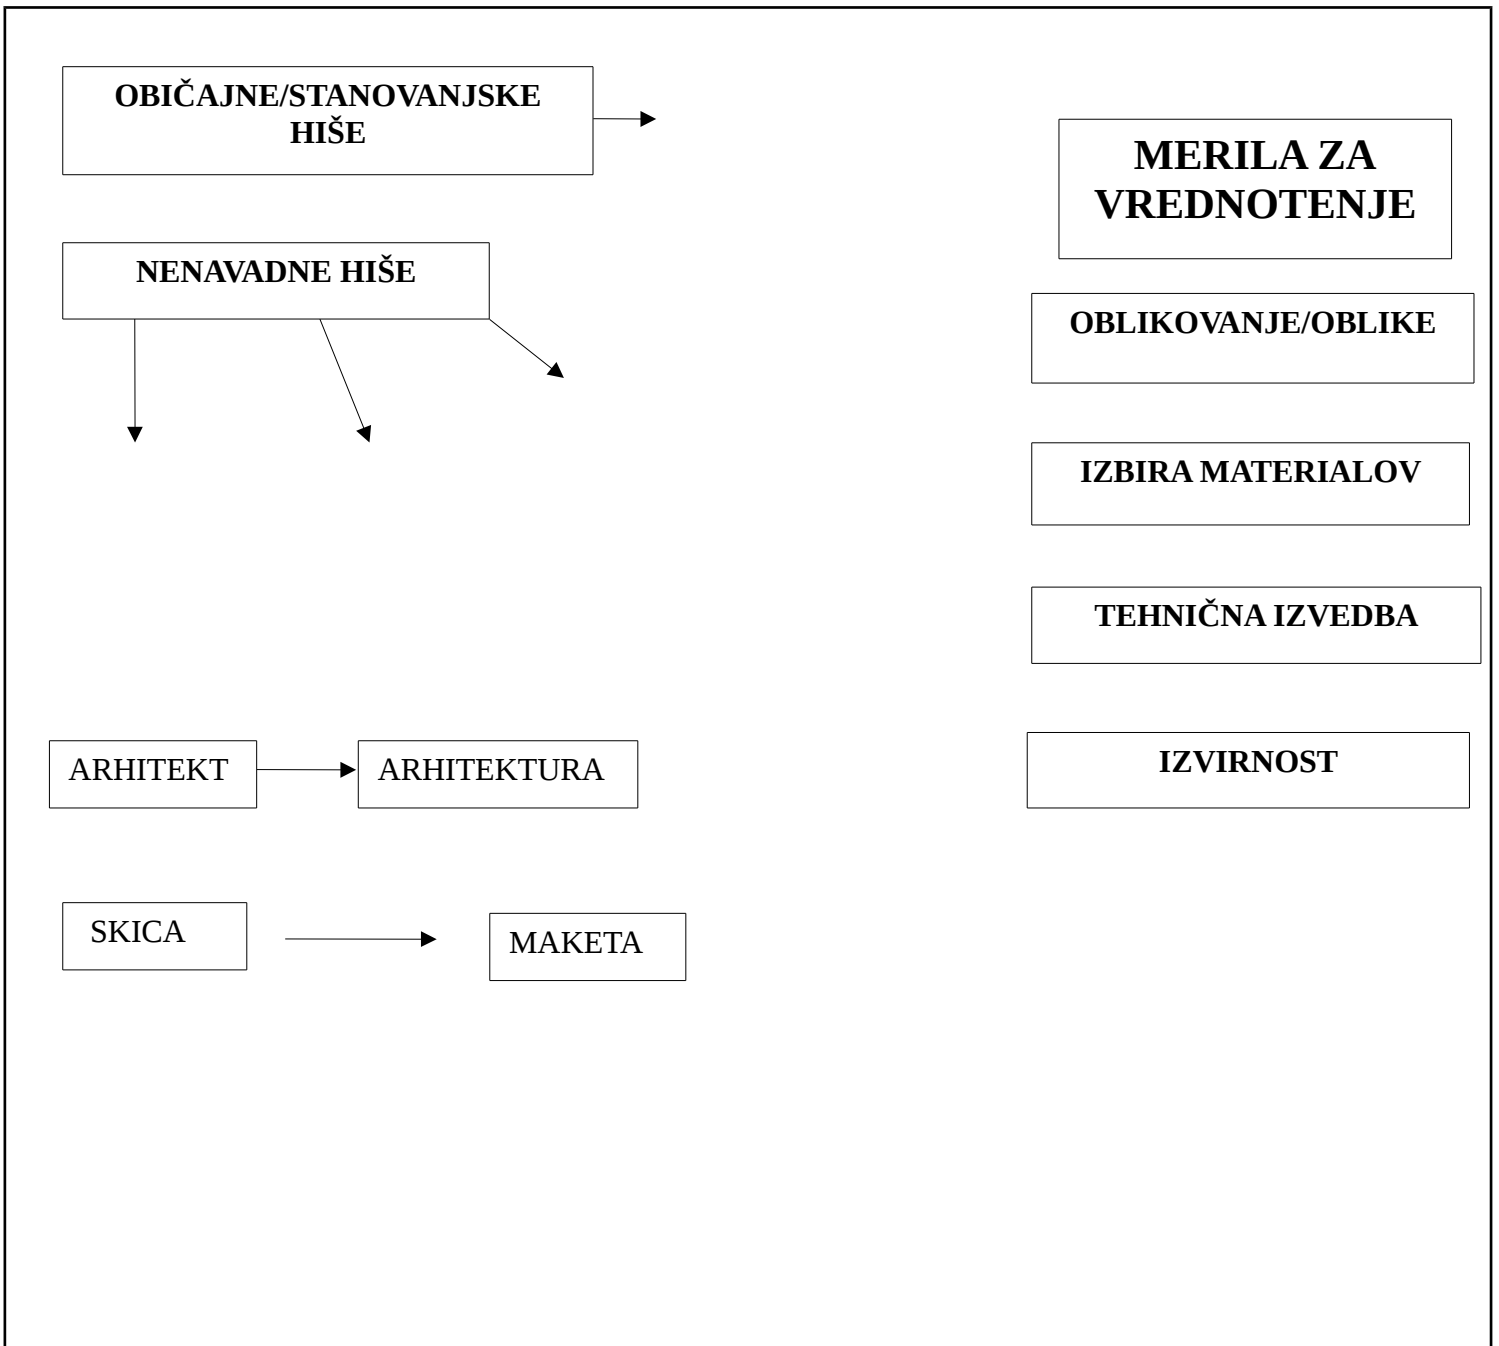 OBIČAJNE/STANOVANJSKE
HIŠE
NENAVADNE HIŠE
ARHITEKT
ARHITEKTURA
SKICA
MAKETA
MERILA ZA
VREDNOTENJE
OBLIKOVANJE/OBLIKE
IZBIRA MATERIALOV
TEHNIČNA IZVEDBA
IZVIRNOST